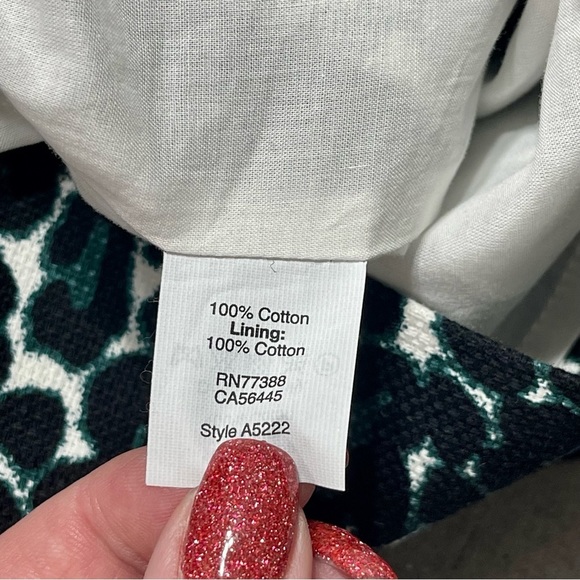 100% Cotton
Lining:
100% Cotton
RN77388
CA56445
Style A5222